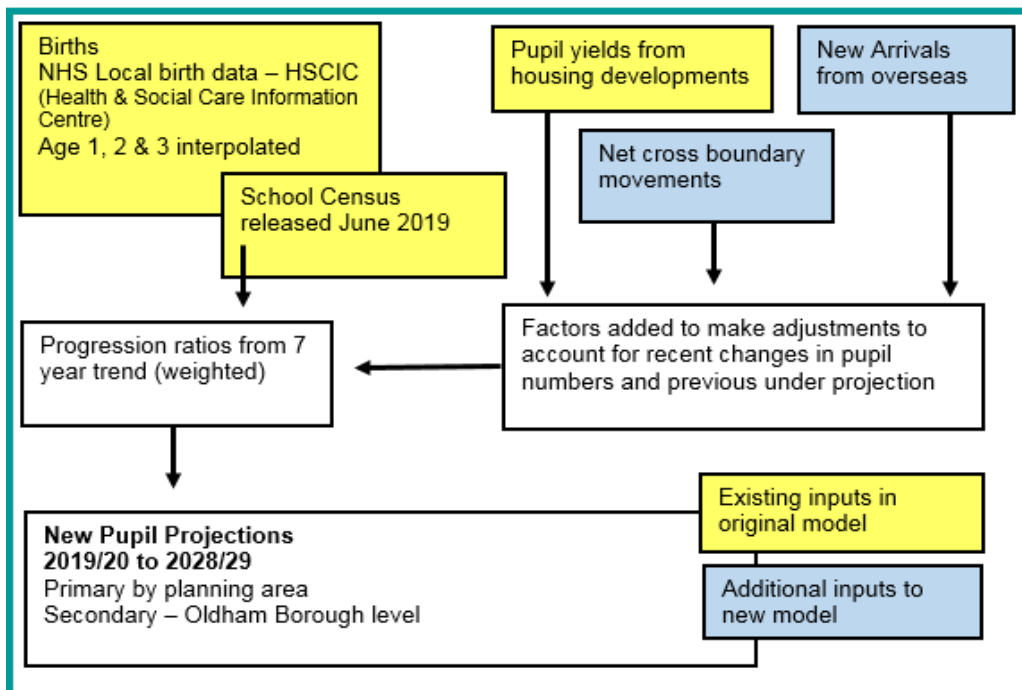 Births
NHS Local birth data – HSCIC
(Health & Social Care Information
Centre)
Age 1, 2 & 3 interpolated
School Census
released June 2019
Pupil yields from
housing developments
Net cross boundary
movements
New Arrivals
from overseas
Progression ratios from 7
year trend (weighted)
Factors added to make adjustments to
account for recent changes in pupil
numbers and previous under projection
New Pupil Projections
2019/20 to 2028/29
Primary by planning area
Secondary – Oldham Borough level
Existing inputs in
original model
Additional inputs to
new model